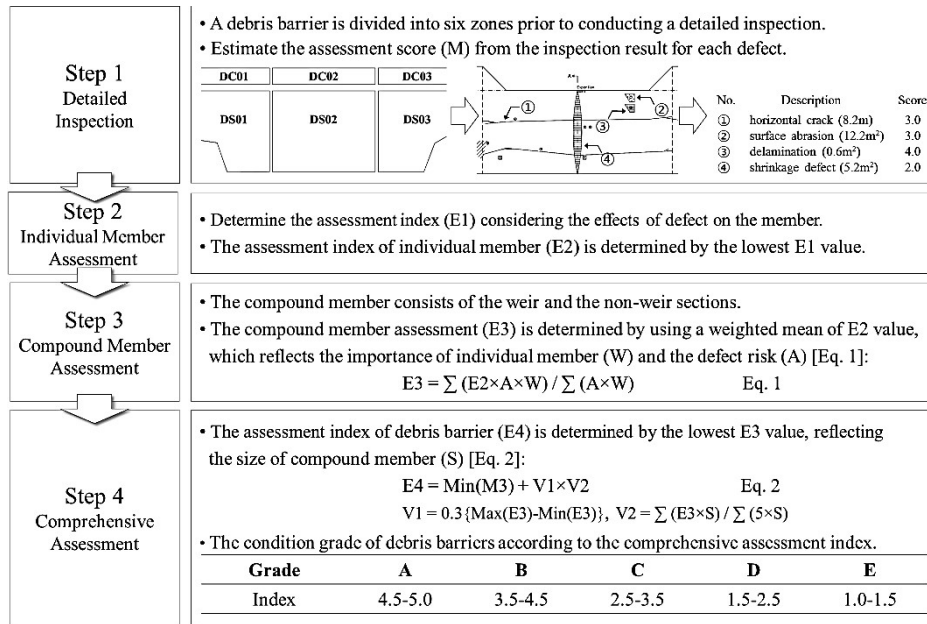 Step 1
Detailed
Inspection
• A debris barrier is divided into six zones prior to conducting a detailed inspection.
• Estimate the assessment score (M) from the inspection result for each defect.
DC01 DC02 DC03
DS01 DS02 DS03
① ② ③ ④
No. Description Score
① horizontal crack (8.2m) 3.0
② surface abrasion (12.2m²) 3.0
③ delamination (0.6m²) 4.0
④ shrinkage defect (5.2m²) 2.0
Step 2
Individual Member
Assessment
• Determine the assessment index (E1) considering the effects of defect on the member.
• The assessment index of individual member (E2) is determined by the lowest E1 value.
Step 3
Compound Member
Assessment
• The compound member consists of the weir and the non-weir sections.
• The compound member assessment (E3) is determined by using a weighted mean of E2 value,
which reflects the importance of individual member (W) and the defect risk (A) [Eq. 1]:
E3 = ∑ (E2×A×W) / ∑ (A×W) Eq. 1
Step 4
Comprehensive
Assessment
• The assessment index of debris barrier (E4) is determined by the lowest E3 value, reflecting
the size of compound member (S) [Eq. 2]:
E4 = Min(M3) + V1×V2 Eq. 2
V1 = 0.3{Max(E3)-Min(E3)}, V2 = ∑ (E3×S) / ∑ (5×S)
• The condition grade of debris barriers according to the comprehensive assessment index.
Grade A B C D E
Index 4.5-5.0 3.5-4.5 2.5-3.5 1.5-2.5 1.0-1.5